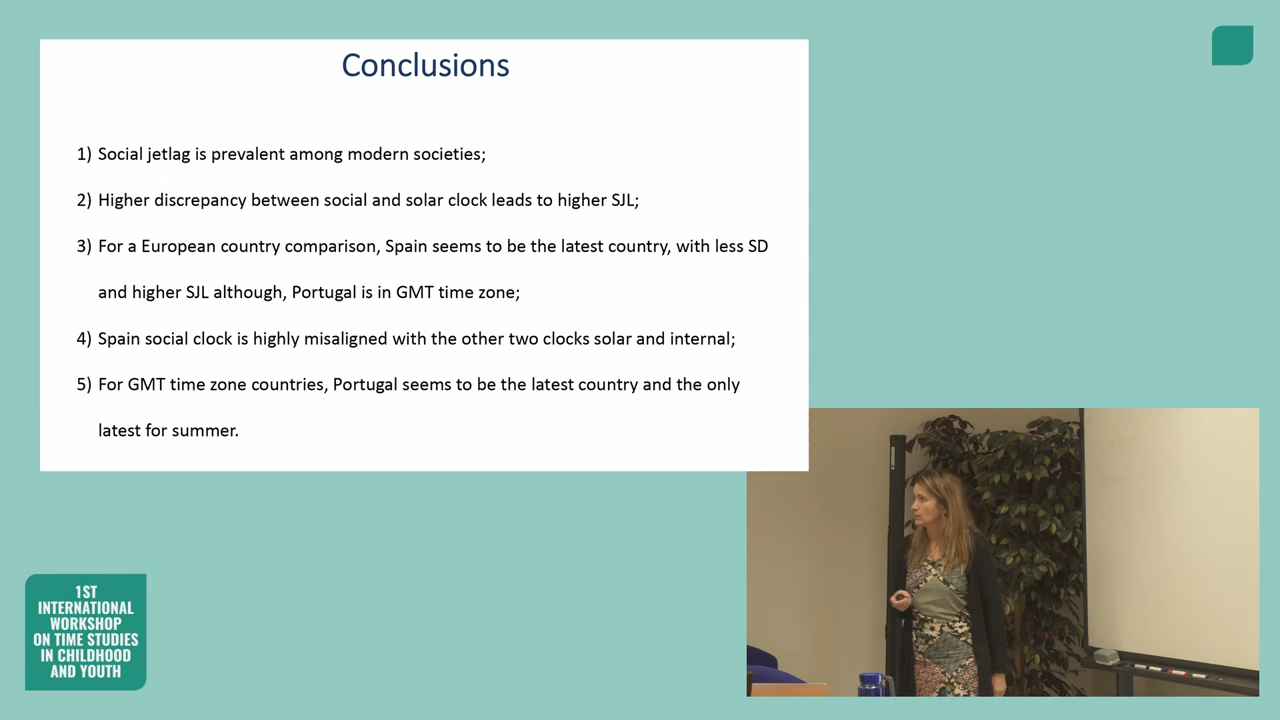 Conclusions
1) Social jetlag is prevalent among modern societies;
2) Higher discrepancy between social and solar clock leads to higher SJL;
3) For a European country comparison, Spain seems to be the latest country, with less SD
and higher SJL although, Portugal is in GMT time zone;
4) Spain social clock is highly misaligned with the other two clocks solar and internal;
5) For GMT time zone countries, Portugal seems to be the latest country and the only
latest for summer.
1ST
INTERNATIONAL
WORKSHOP
ON TIME STUDIES
IN CHILDHOOD
AND YOUTH